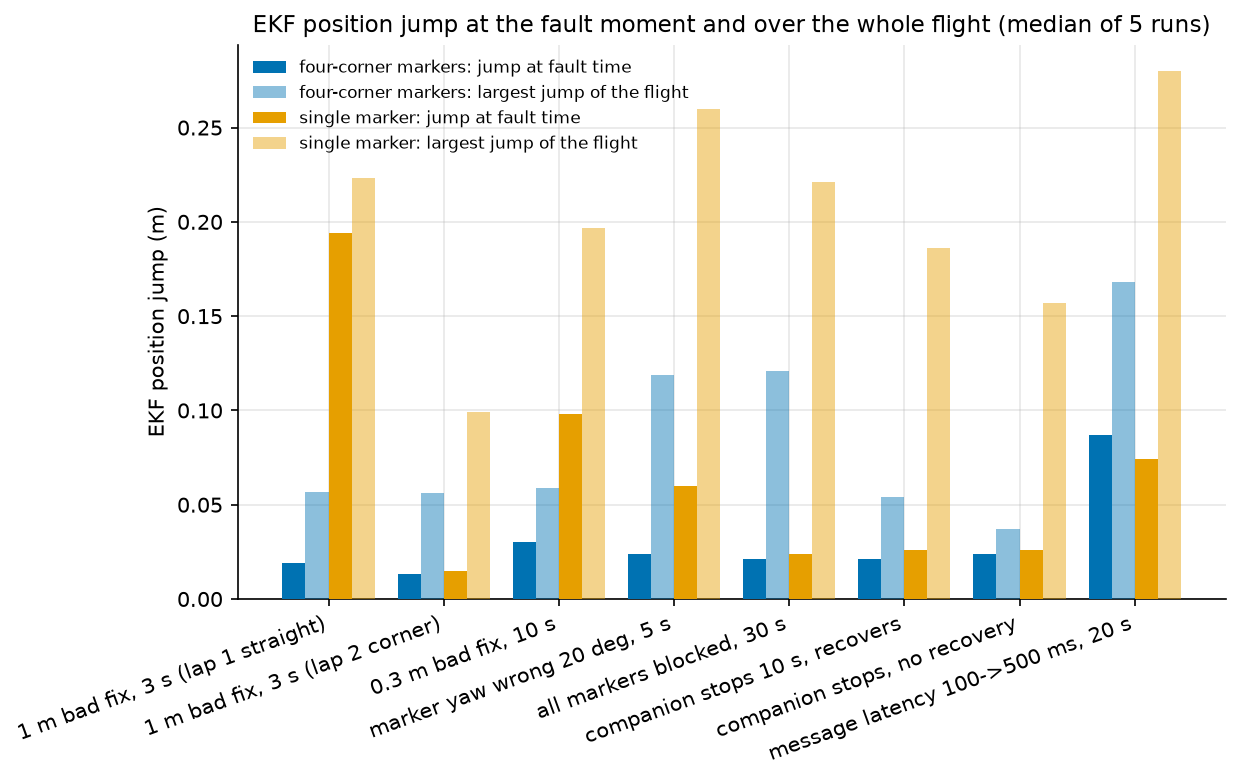 EKF position jump at the fault moment and over the whole flight (median of 5 runs)
four-corner markers: jump at fault time
four-corner markers: largest jump of the flight
single marker: jump at fault time
single marker: largest jump of the flight
EKF position jump (m)
0.25
0.20
0.15
0.10
0.05
0.00
1 m bad fix, 3 s (lap 1 straight)
1 m bad fix, 3 s (lap 2 corner)
0.3 m bad fix, 10 s
marker yaw wrong 20 deg, 5 s
all markers blocked, 30 s
companion stops 10 s, recovers
companion stops, no recovery
message latency 100->500 ms, 20 s